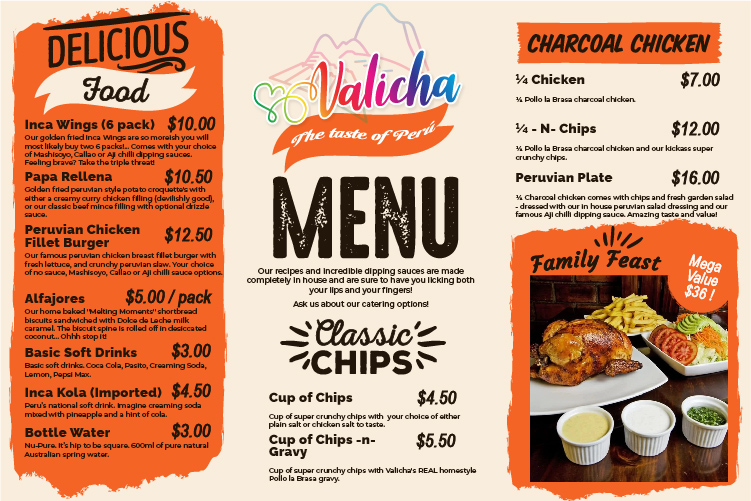 DELICIOUS
Food
Inca Wings (6 pack) $10.00
Our golden fried Inca Wings are so moreish you will
most likely buy two 6 packs!... Comes with your choice
of Mashisoyo, Callao or Aji chilli dipping sauces.
Feeling brave? Take the triple threat!
Papa Rellena $10.50
Golden fried peruvian style potato croquette's with
either a creamy curry chicken filling (devilishly good),
or our classic beef mince filling with optional drizzle
sauce.
Peruvian Chicken
Fillet Burger $12.50
Our famous peruvian chicken breast fillet burger with
fresh lettuce, and crunchy peruvian slaw. Your choice
of no sauce, Mashisoyo, Callao or Aji chilli sauce options.
Alfajores $5.00 / pack
Our home baked "Melting Moments" shortbread
biscuits sandwiched with Dolce de Leche milk
caramel. The biscuit spine is rolled off in desiccated
coconut... Ohhh stop it!
Basic Soft Drinks $3.00
Basic soft drinks. Coca Cola, Pasito, Creaming Soda,
Lemon, Pepsi Max.
Inca Kola (Imported) $4.50
Peru's national soft drink. Imagine creaming soda
mixed with pineapple and a hint of cola.
Bottle Water $3.00
Nu-Pure. It's hip to be square. 600ml of pure natural
Australian spring water.
Valicha
The taste of Perú
MENU
Our recipes and incredible dipping sauces are made
completely in house and are sure to have you licking both
your lips and your fingers!
Ask us about our catering options!
Classic
CHIPS
Cup of Chips $4.50
Cup of super crunchy chips with your choice of either
plain salt or chicken salt to taste.
Cup of Chips -n-
Gravy $5.50
Cup of super crunchy chips with Valicha's REAL homestyle
Pollo la Brasa gravy.
CHARCOAL CHICKEN
¼ Chicken $7.00
¼ Pollo la Brasa charcoal chicken.
¼ - N- Chips $12.00
¼ Pollo la Brasa charcoal chicken and our kickass super
crunchy chips.
Peruvian Plate $16.00
¼ Charcoal chicken comes with chips and fresh garden salad
- dressed with our in house peruvian salad dressing and our
famous Aji chilli dipping sauce. Amazing taste and value!
Family Feast
Mega
Value
$36 !